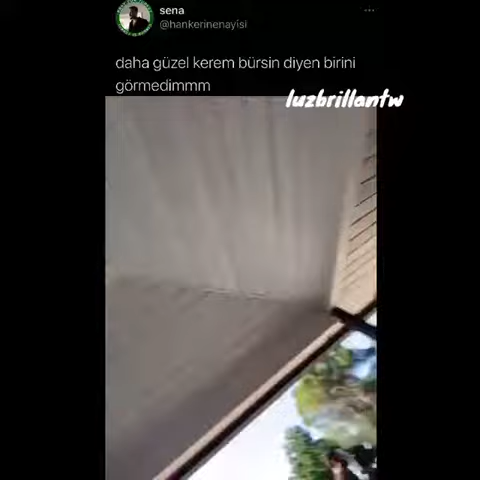 sena
@hankerinenayisi
daha güzel kerem bürsin diyen birini
görmedimmm
luzbrillantw